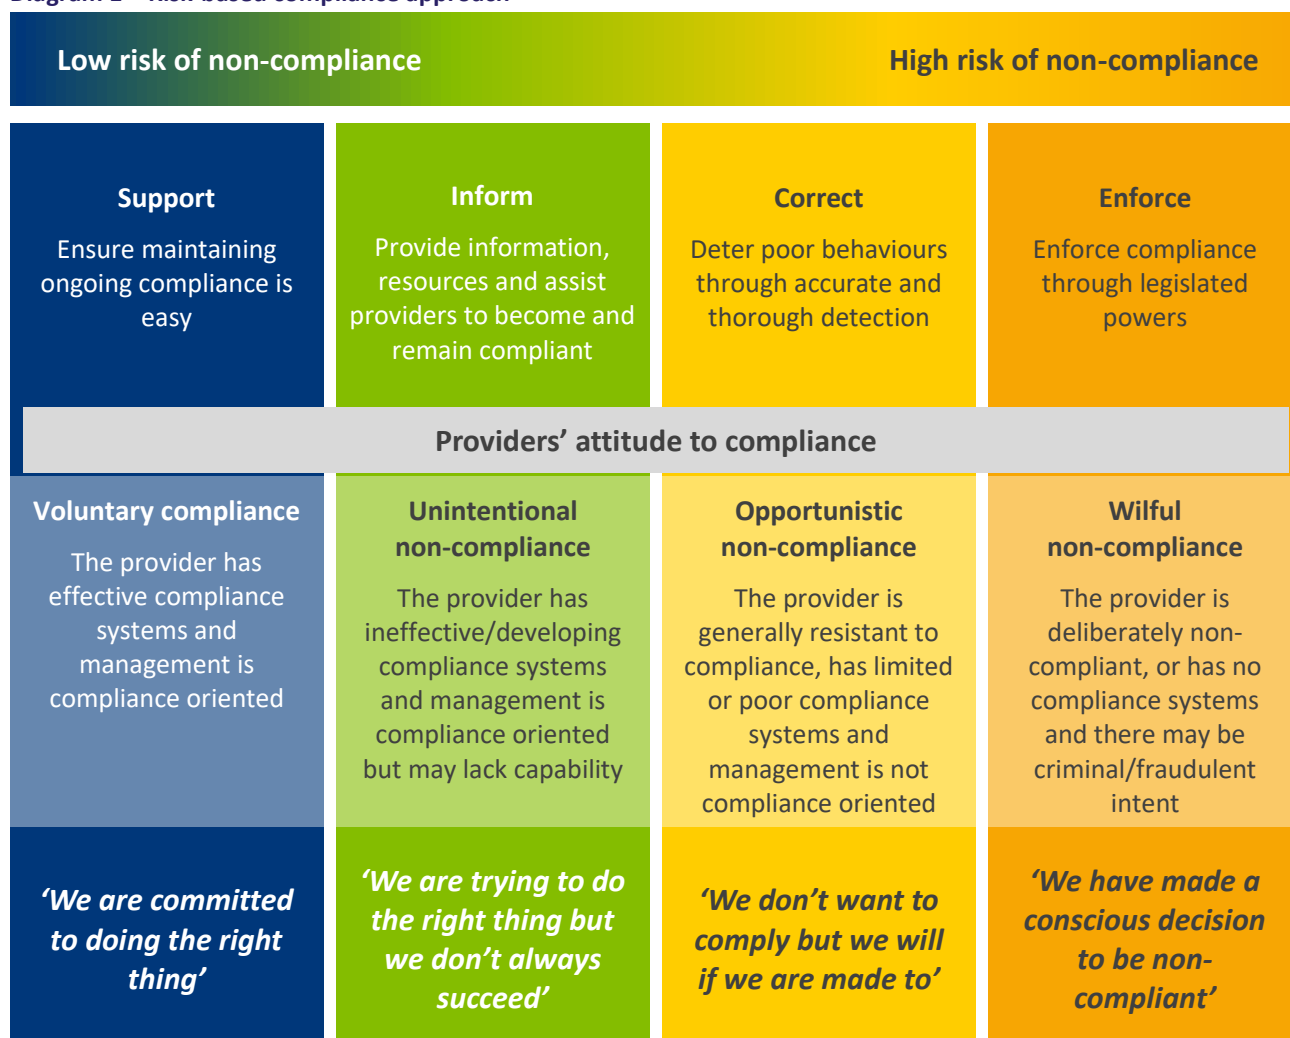 Low risk of non-compliance
High risk of non-compliance
Support
Ensure maintaining
ongoing compliance is
easy
Inform
Provide information,
resources and assist
providers to become and
remain compliant
Correct
Deter poor behaviours
through accurate and
thorough detection
Enforce
Enforce compliance
through legislated
powers
Providers’ attitude to compliance
Voluntary compliance
The provider has
effective compliance
systems and
management is
compliance oriented
Unintentional
non-compliance
The provider has
ineffective/developing
compliance systems
and management is
compliance oriented
but may lack capability
Opportunistic
non-compliance
The provider is
generally resistant to
compliance, has limited
or poor compliance
systems and
management is not
compliance oriented
Wilful
non-compliance
The provider is
deliberately non-
compliant, or has no
compliance systems
and there may be
criminal/fraudulent
intent
‘We are committed
to doing the right
thing’
‘We are trying to do
the right thing but
we don’t always
succeed’
‘We don’t want to
comply but we will
if we are made to’
‘We have made a
conscious decision
to be non-
compliant’